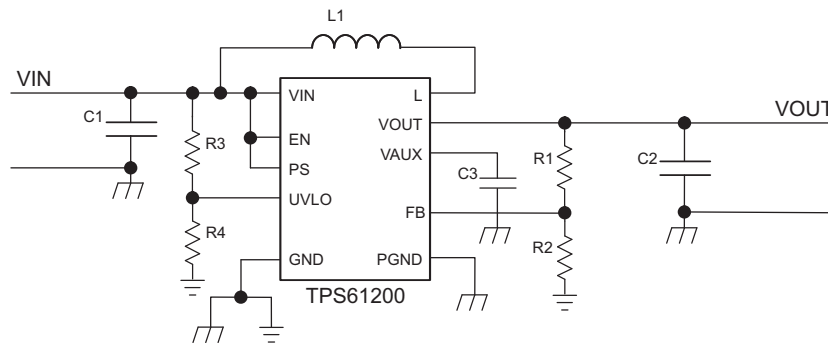 L1
VIN
VIN
L
C1
VOUT
VOUT
EN
R3
VAUX
R1
C2
PS
C3
UVLO
FB
R4
R2
GND
PGND
TPS61200